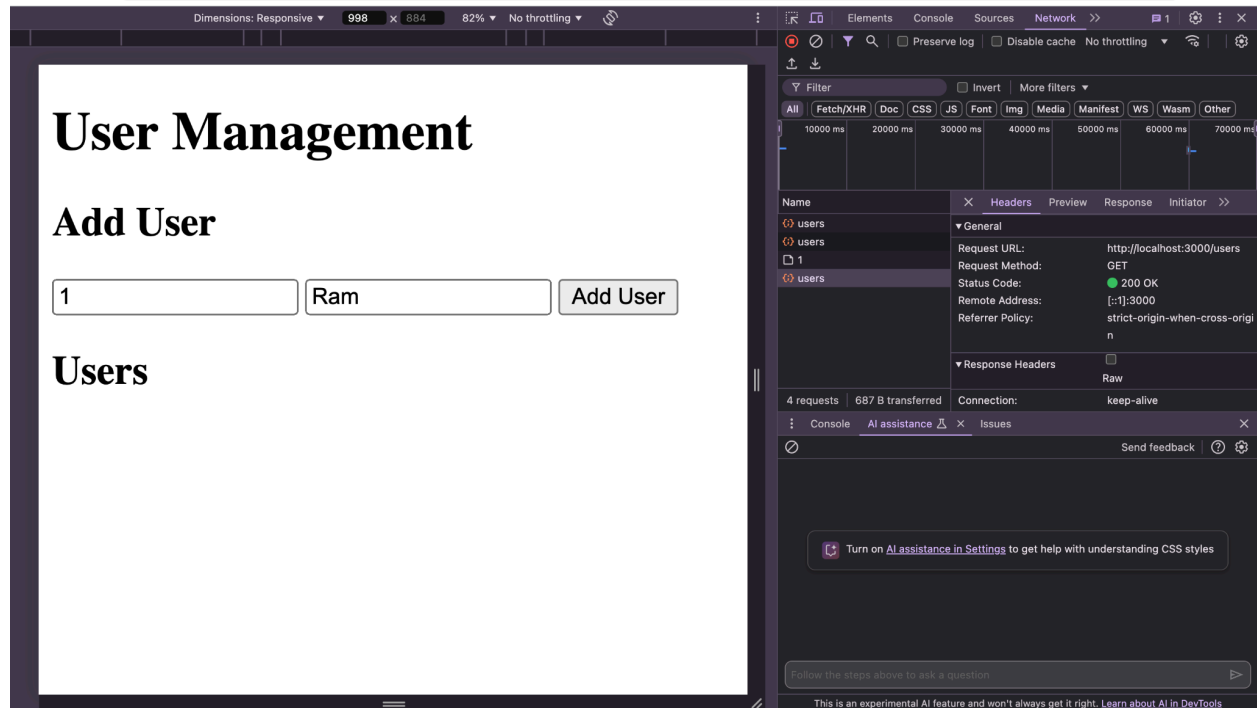 Dimensions: Responsive ▼ 998 x 884 82% ▼ No throttling ▼
User Management
Add User
1 Ram Add User
Users
Elements Console Sources Network >> 1
Preserve log Disable cache No throttling ▼
Filter Invert More filters ▼
All Fetch/XHR Doc CSS JS Font Img Media Manifest WS Wasm Other
10000 ms 20000 ms 30000 ms 40000 ms 50000 ms 60000 ms 70000 ms
Name
users
users
1
users
4 requests 687 B transferred
Headers Preview Response Initiator >>
▼ General
Request URL: http://localhost:3000/users
Request Method: GET
Status Code: 200 OK
Remote Address: [::1]:3000
Referrer Policy: strict-origin-when-cross-origi
n
▼ Response Headers
Raw
Connection: keep-alive
Console AI assistance Issues
Send feedback
Turn on AI assistance in Settings to get help with understanding CSS styles
Follow the steps above to ask a question
This is an experimental AI feature and won't always get it right. Learn about AI in DevTools